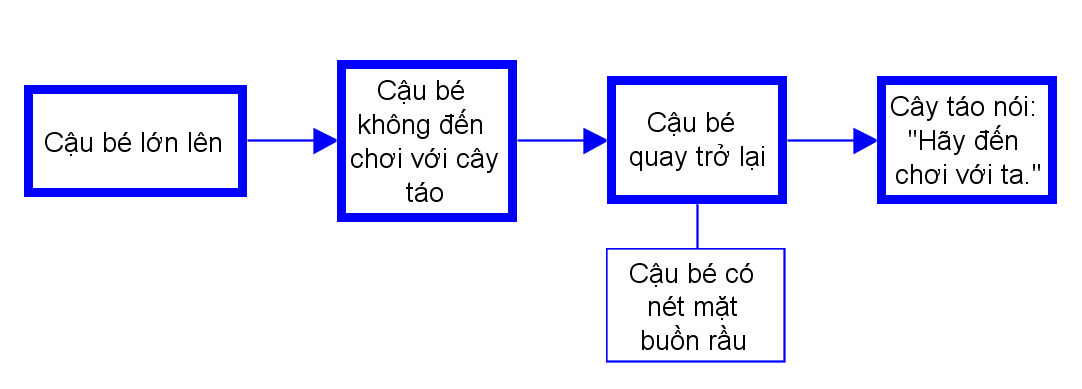 Cậu bé lớn lên
Cậu bé
không đến
chơi với cây
táo
Cậu bé
quay trở lại
Cây táo nói:
"Hãy đến
chơi với ta."
Cậu bé có
nét mặt
buồn rầu